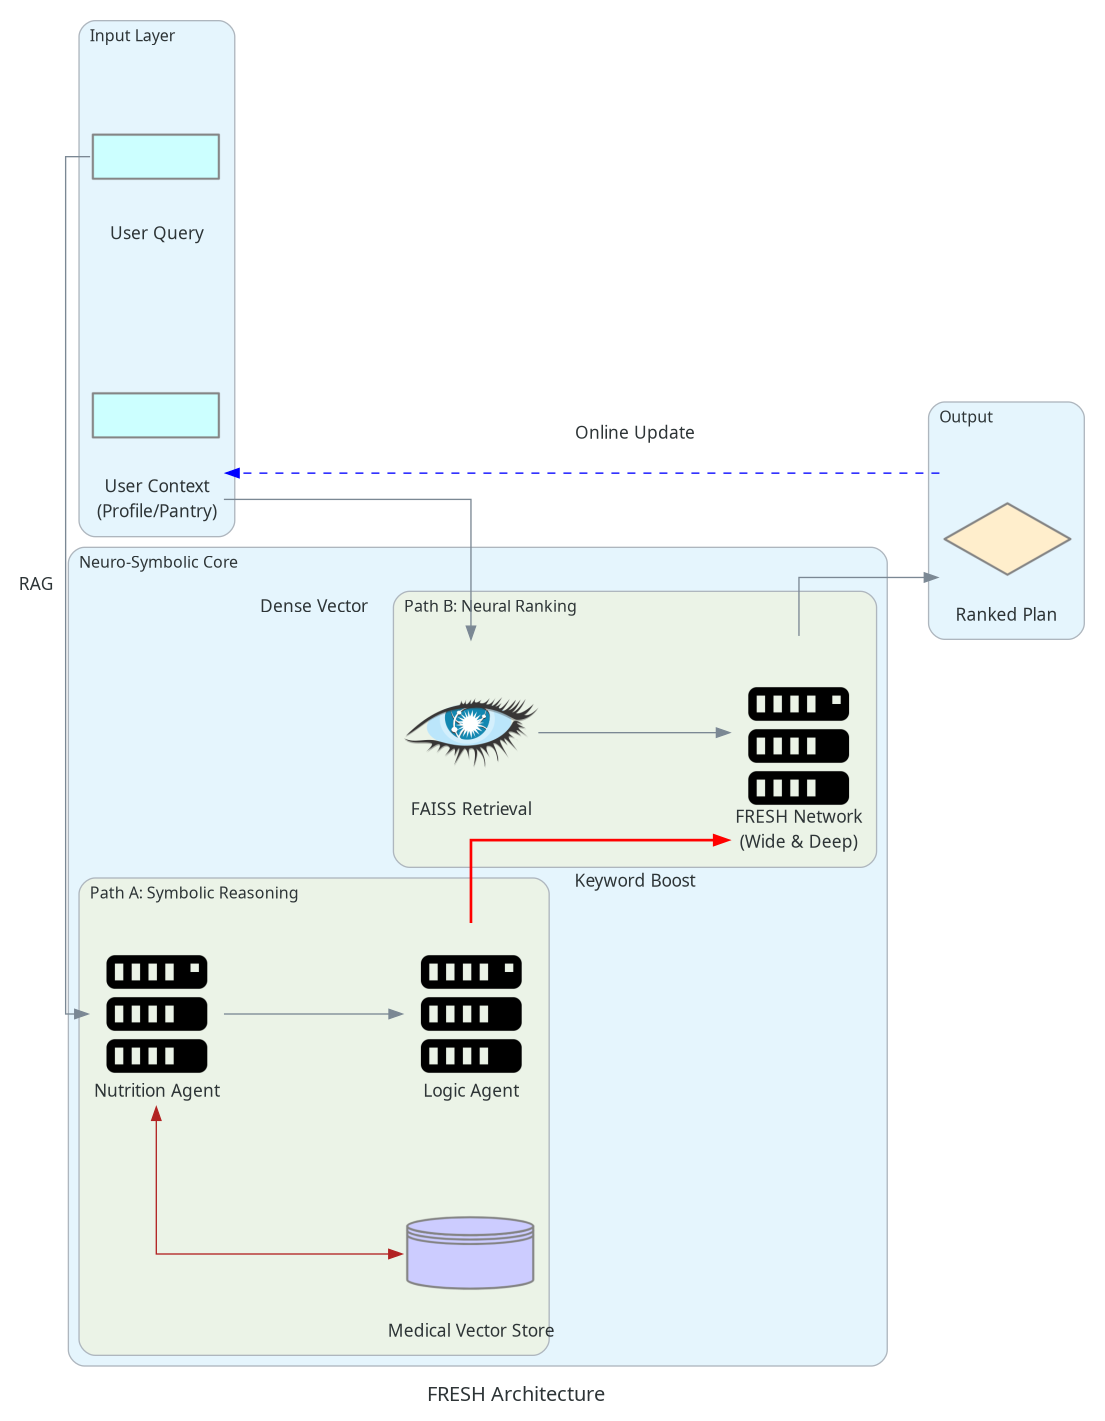 Input Layer
User Query
User Context
(Profile/Pantry)
Online Update
Output
Ranked Plan
RAG
Neuro-Symbolic Core
Dense Vector
Path B: Neural Ranking
FAISS Retrieval
FRESH Network
(Wide & Deep)
Keyword Boost
Path A: Symbolic Reasoning
Nutrition Agent
Logic Agent
Medical Vector Store
FRESH Architecture